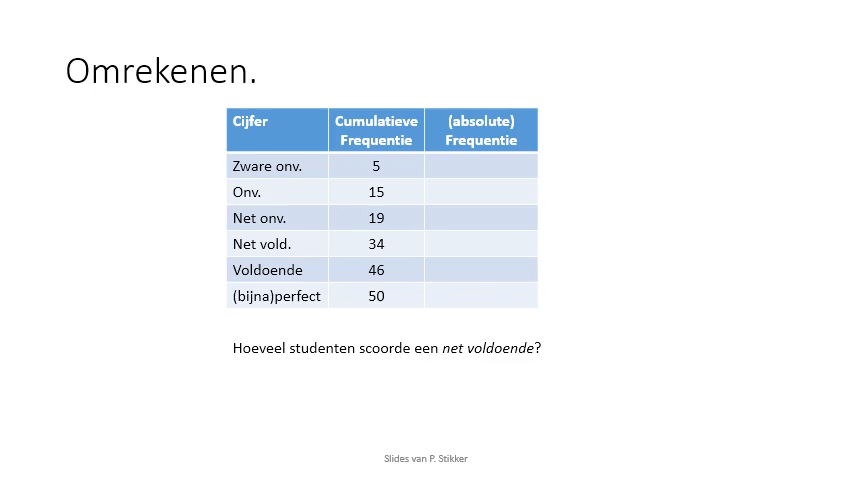 Omrekenen.
Cijfer Cumulatieve Frequentie (absolute) Frequentie
Zware onv. 5
Onv. 15
Net onv. 19
Net vold. 34
Voldoende 46
(bijna)perfect 50
Hoeveel studenten scoorde een net voldoende?
Slides van P. Stikker